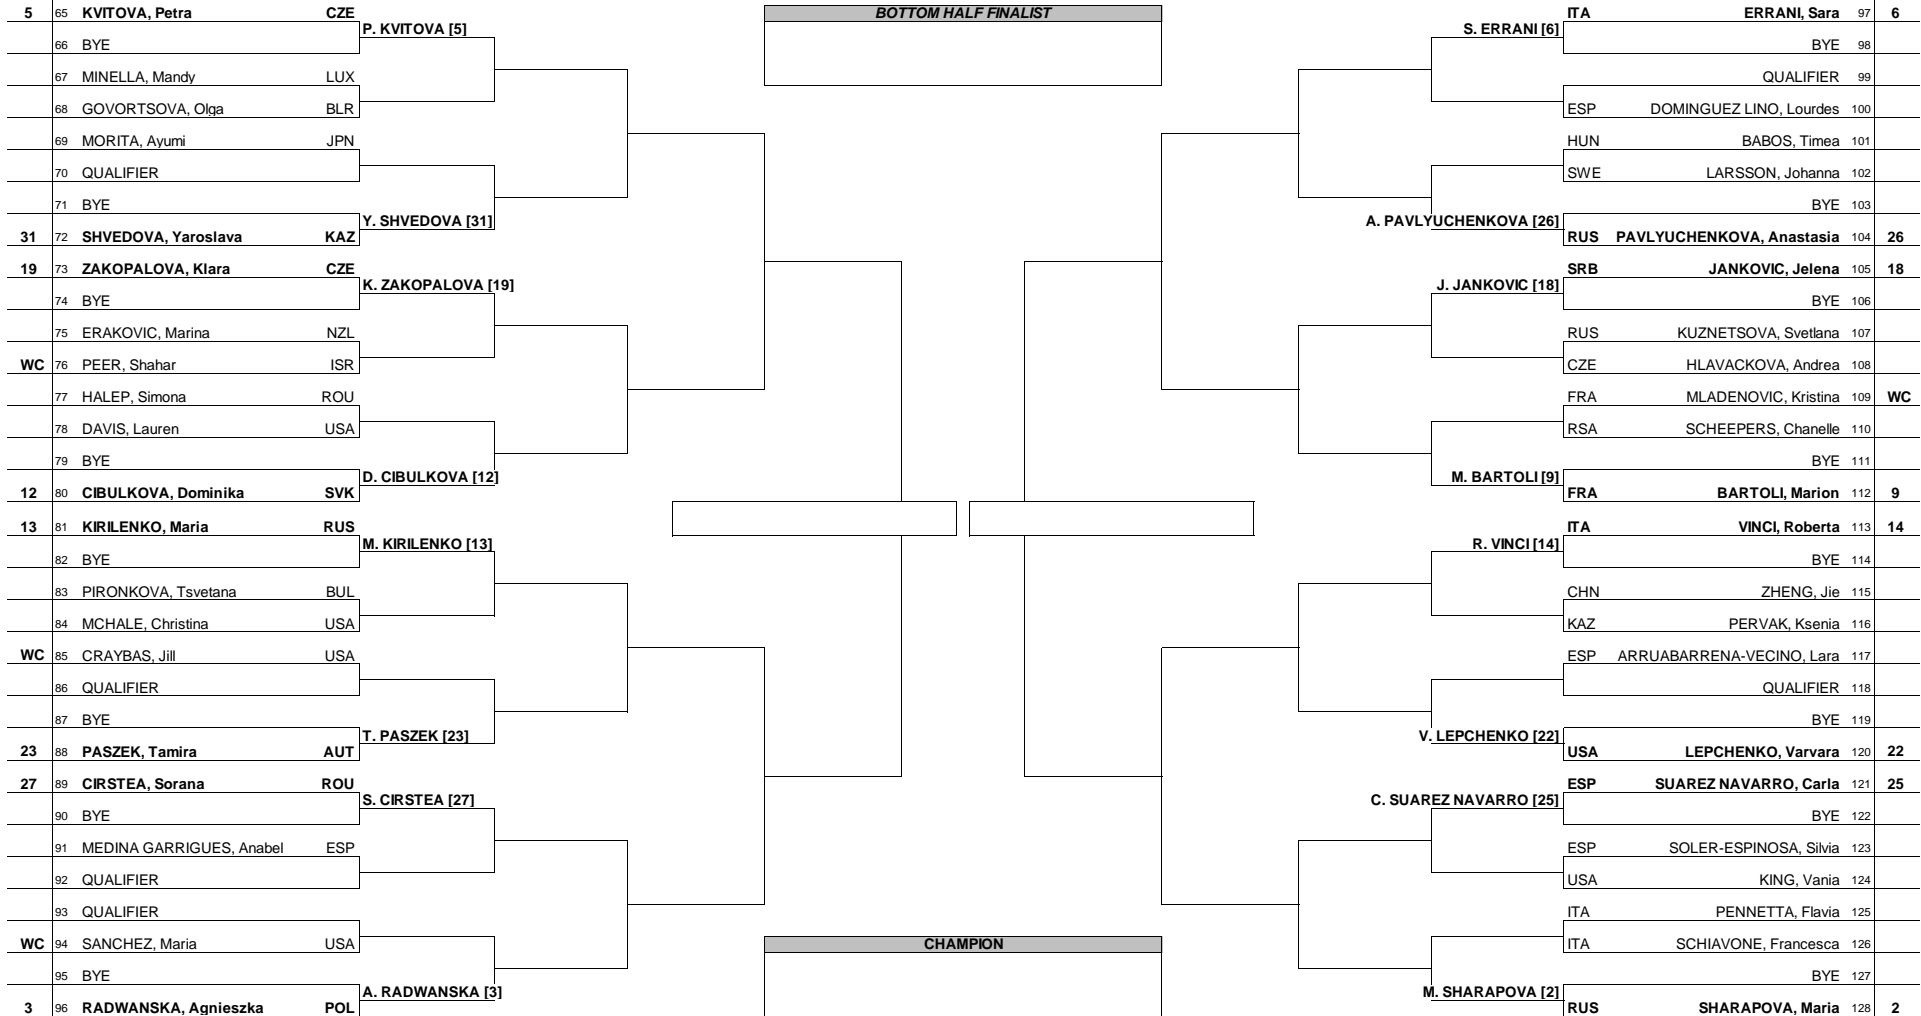 5 65 KVITOVA, Petra CZE
P. KVITOVA [5]
66 BYE
67 MINELLA, Mandy LUX
68 GOVORTSOVA, Olga BLR
69 MORITA, Ayumi JPN
70 QUALIFIER
71 BYE
Y. SHVEDOVA [31]
31 72 SHVEDOVA, Yaroslava KAZ
19 73 ZAKOPALOVA, Klara CZE
K. ZAKOPALOVA [19]
74 BYE
75 ERAKOVIC, Marina NZL
WC 76 PEER, Shahar ISR
77 HALEP, Simona ROU
78 DAVIS, Lauren USA
79 BYE
D. CIBULKOVA [12]
12 80 CIBULKOVA, Dominika SVK
13 81 KIRILENKO, Maria RUS
M. KIRILENKO [13]
82 BYE
83 PIRONKOVA, Tsvetana BUL
84 MCHALE, Christina USA
WC 85 CRAYBAS, Jill USA
86 QUALIFIER
87 BYE
T. PASZEK [23]
23 88 PASZEK, Tamira AUT
27 89 CIRSTEA, Sorana ROU
S. CIRSTEA [27]
90 BYE
91 MEDINA GARRIGUES, Anabel ESP
92 QUALIFIER
93 QUALIFIER
WC 94 SANCHEZ, Maria USA
95 BYE
A. RADWANSKA [3]
3 96 RADWANSKA, Agnieszka POL
BOTTOM HALF FINALIST
CHAMPION
ITA ERRANI, Sara 97 6
S. ERRANI [6]
BYE 98
QUALIFIER 99
ESP DOMINGUEZ LINO, Lourdes 100
HUN BABOS, Timea 101
SWE LARSSON, Johanna 102
BYE 103
A. PAVLYUCHENKOVA [26]
RUS PAVLYUCHENKOVA, Anastasia 104 26
SRB JANKOVIC, Jelena 105 18
J. JANKOVIC [18]
BYE 106
RUS KUZNETSOVA, Svetlana 107
CZE HLAVACKOVA, Andrea 108
FRA MLADENOVIC, Kristina 109 WC
RSA SCHEEPERS, Chanelle 110
BYE 111
M. BARTOLI [9]
FRA BARTOLI, Marion 112 9
ITA VINCI, Roberta 113 14
R. VINCI [14]
BYE 114
CHN ZHENG, Jie 115
KAZ PERVAK, Ksenia 116
ESP ARRUABARRENA-VECINO, Lara 117
QUALIFIER 118
BYE 119
V. LEPCHENKO [22]
USA LEPCHENKO, Varvara 120 22
ESP SUAREZ NAVARRO, Carla 121 25
C. SUAREZ NAVARRO [25]
BYE 122
ESP SOLER-ESPINOSA, Silvia 123
USA KING, Vania 124
ITA PENNETTA, Flavia 125
ITA SCHIAVONE, Francesca 126
BYE 127
M. SHARAPOVA [2]
RUS SHARAPOVA, Maria 128 2